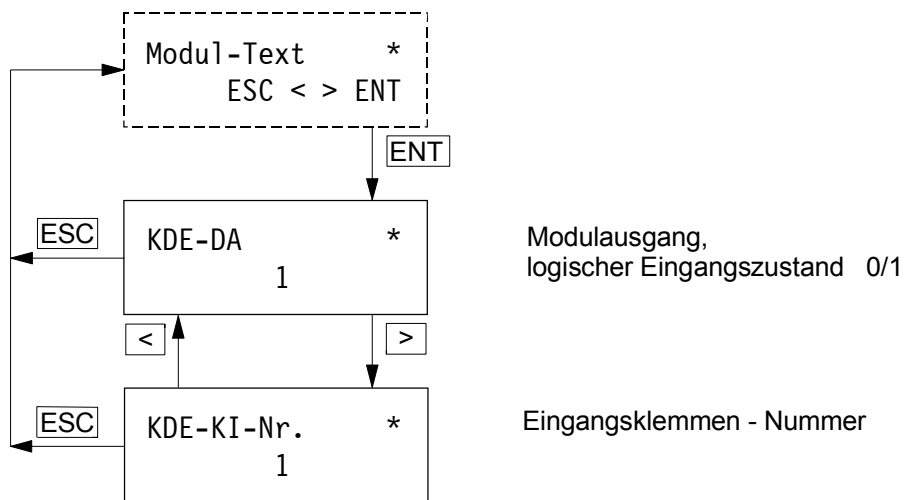 Modul-Text *
ESC < > ENT
ENT
ESC
KDE-DA *
1
Modulausgang,
logischer Eingangszustand 0/1
<
>
ESC
KDE-KI-Nr. *
1
Eingangsklemmen - Nummer